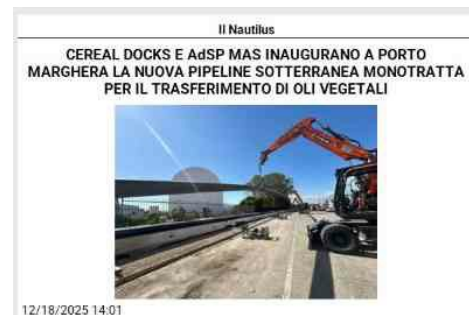 Il Nautilus
CEREAL DOCKS E AdSP MAS INAUGURANO A PORTO
MARGHERA LA NUOVA PIPELINE SOTTERRANEA MONOTRATTA
PER IL TRASFERIMENTO DI OLI VEGETALI
12/18/2025 14:01